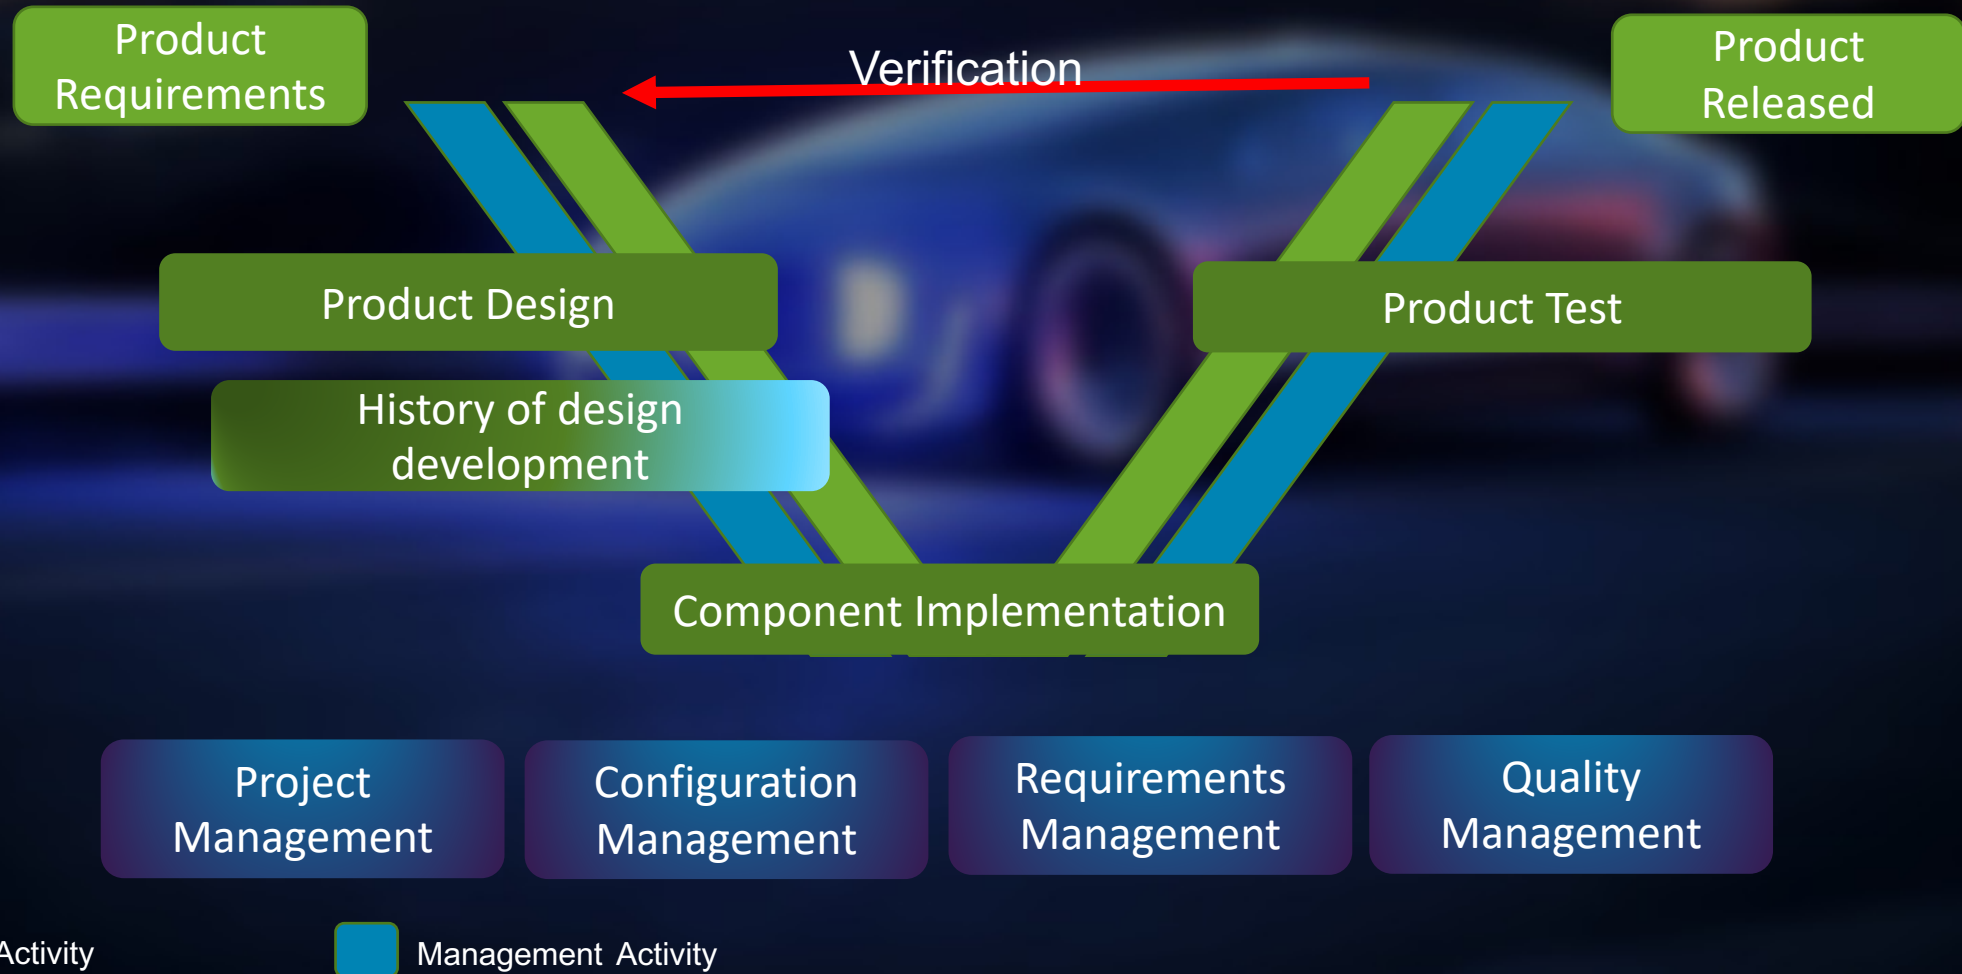 Product
Requirements
Verification
Product
Released
Product Design
Product Test
History of design
development
Component Implementation
Project
Management
Configuration
Management
Requirements
Management
Quality
Management
Activity
Management Activity